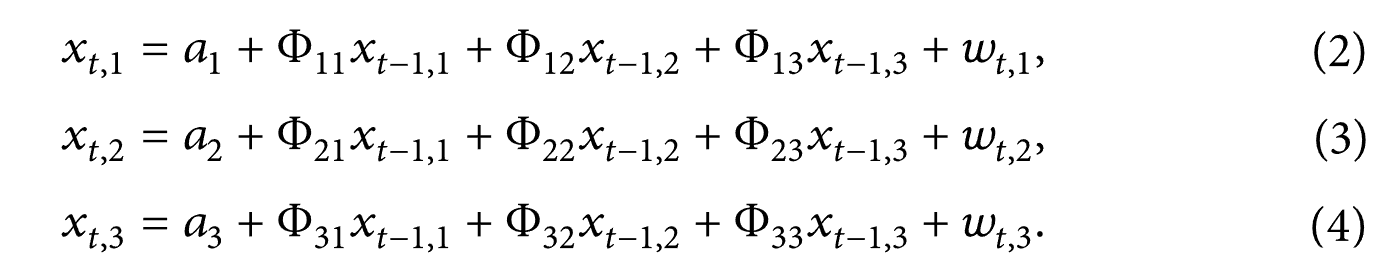 x_{t,1} = a_1 + Φ_{11}x_{t−1,1} + Φ_{12}x_{t−1,2} + Φ_{13}x_{t−1,3} + w_{t,1}, (2)
x_{t,2} = a_2 + Φ_{21}x_{t−1,1} + Φ_{22}x_{t−1,2} + Φ_{23}x_{t−1,3} + w_{t,2}, (3)
x_{t,3} = a_3 + Φ_{31}x_{t−1,1} + Φ_{32}x_{t−1,2} + Φ_{33}x_{t−1,3} + w_{t,3}. (4)